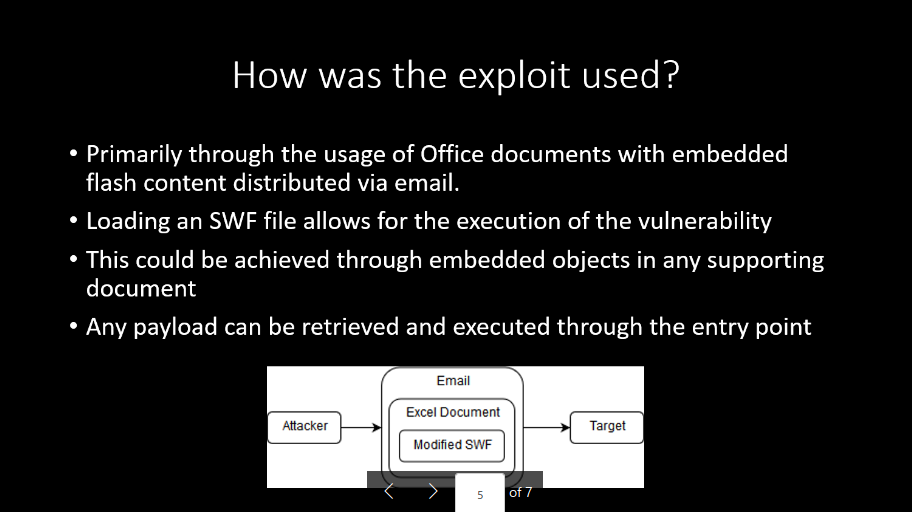 How was the exploit used?
• Primarily through the usage of Office documents with embedded
flash content distributed via email.
• Loading an SWF file allows for the execution of the vulnerability
• This could be achieved through embedded objects in any supporting
document
• Any payload can be retrieved and executed through the entry point
Email
Excel Document
Attacker
Modified SWF
Target
5 of 7